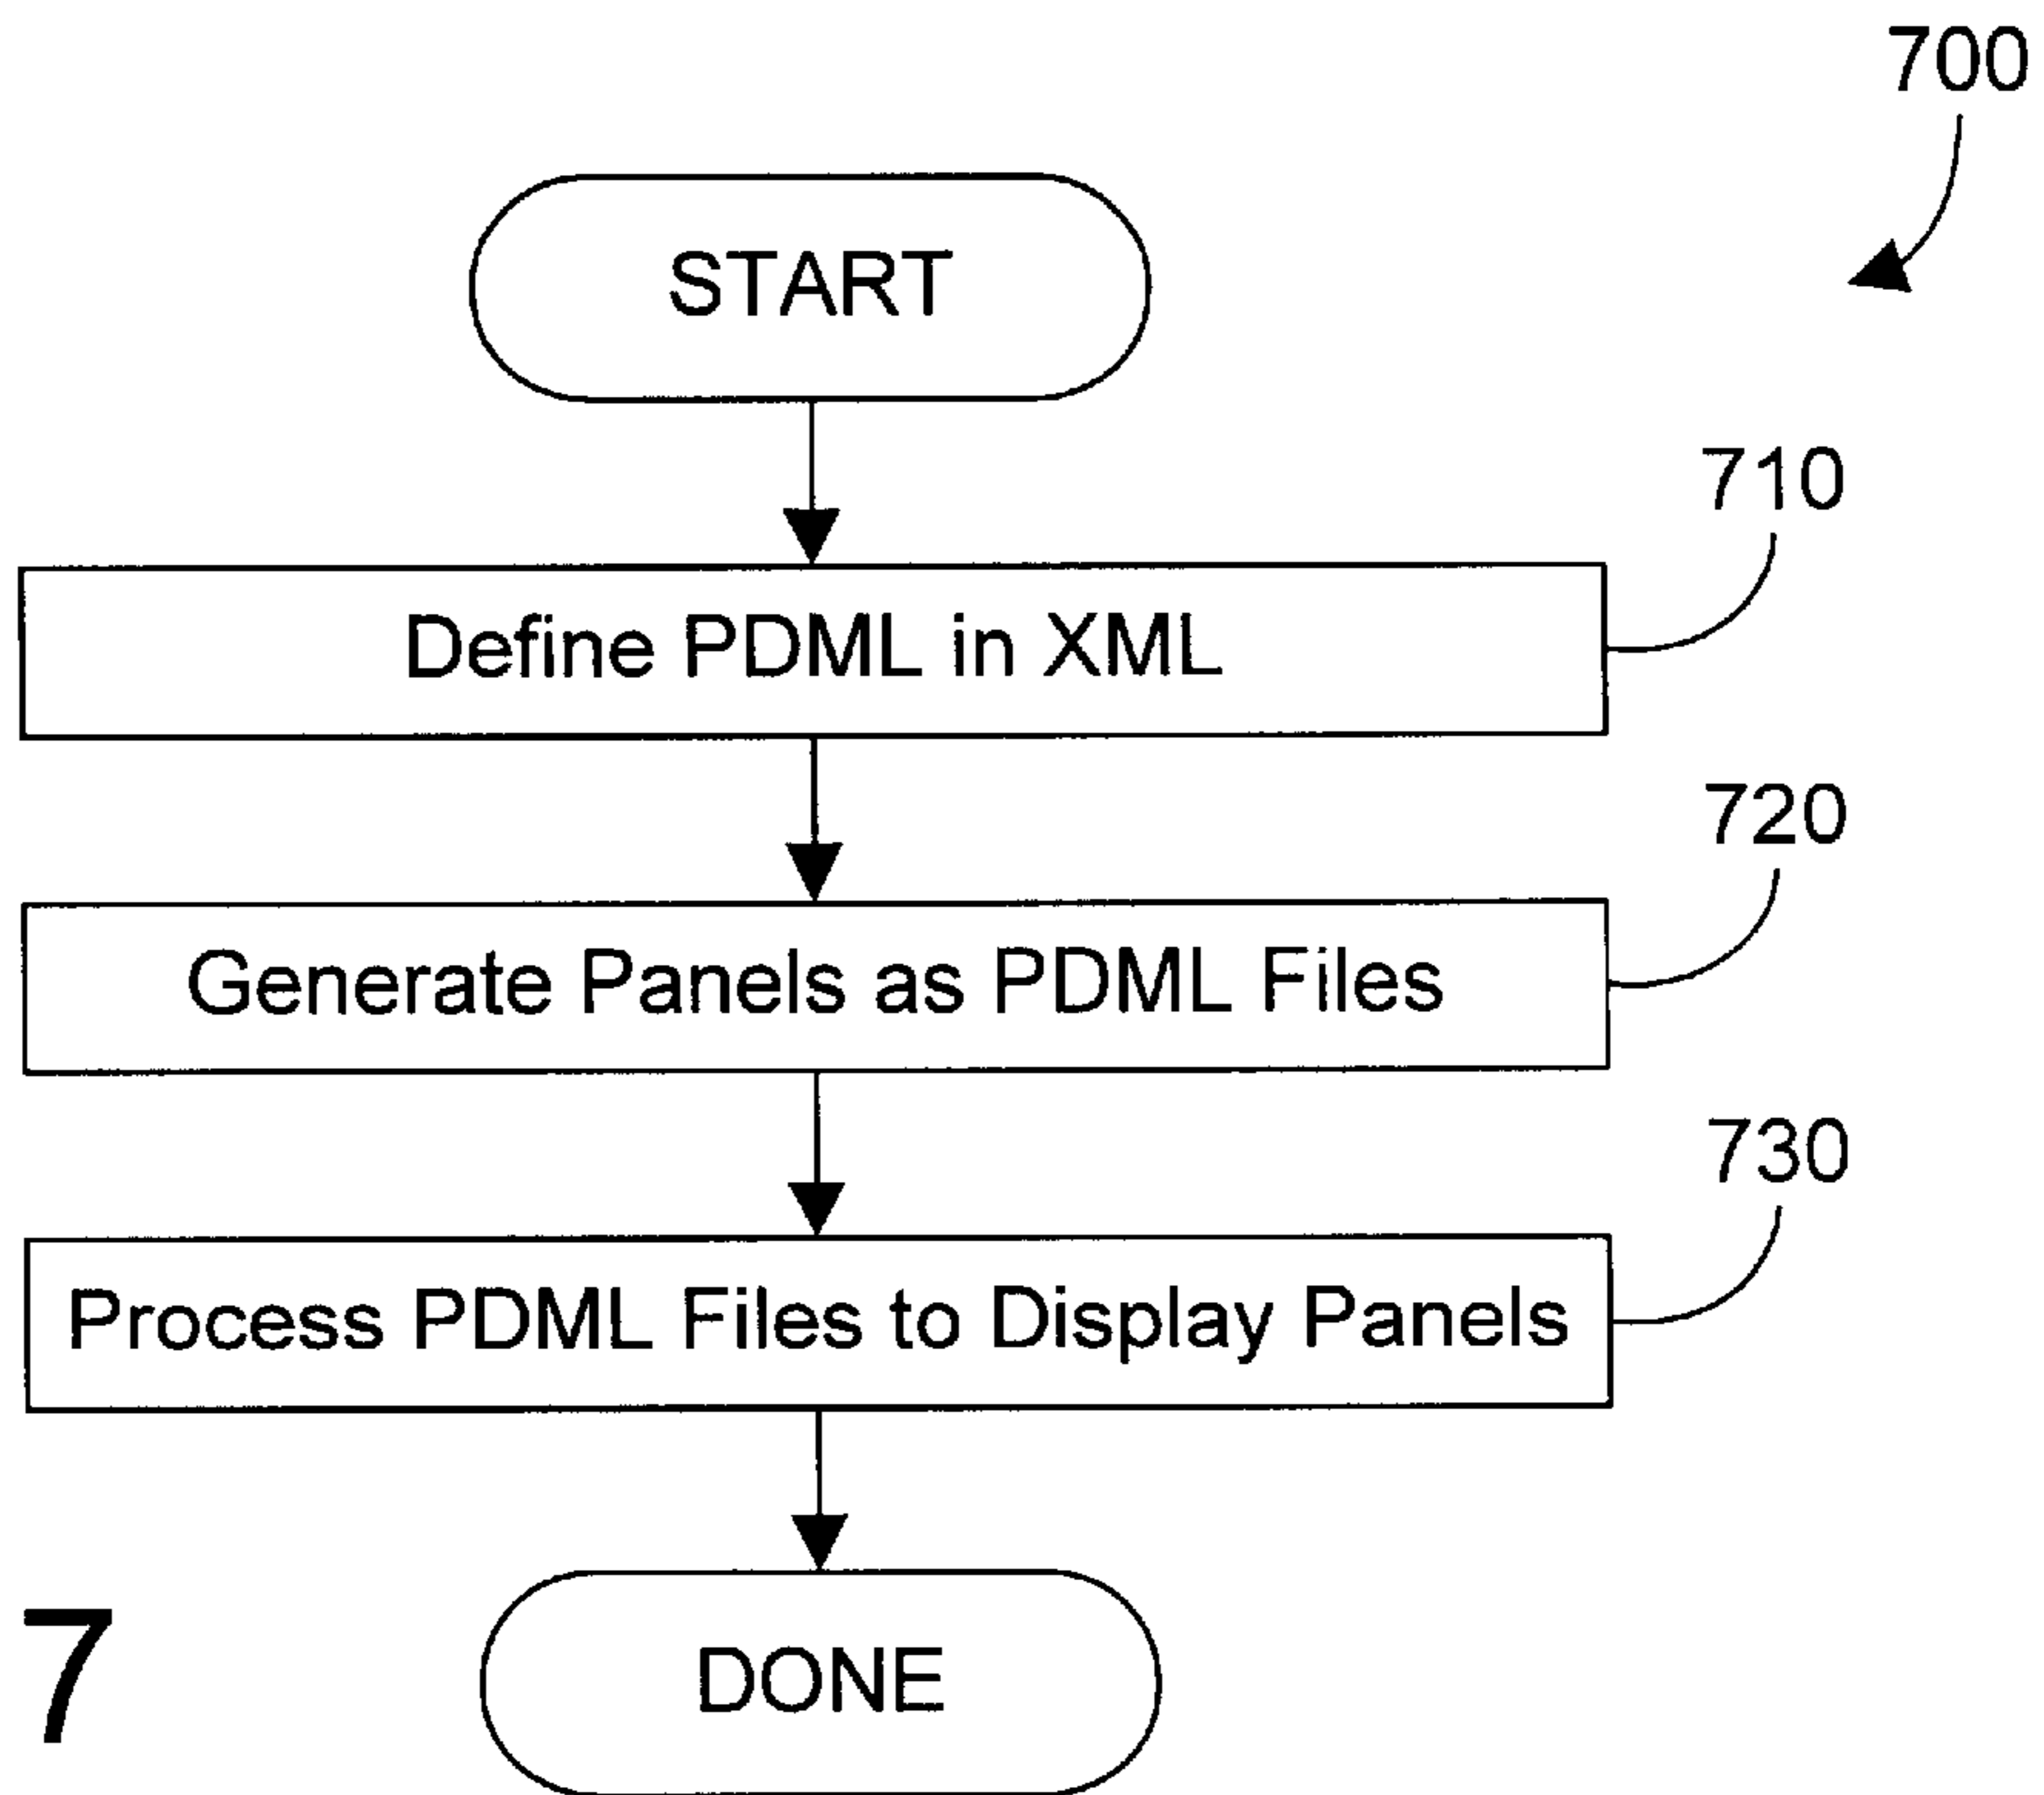 700
START
710
Define PDML in XML
720
Generate Panels as PDML Files
730
Process PDML Files to Display Panels
7
DONE